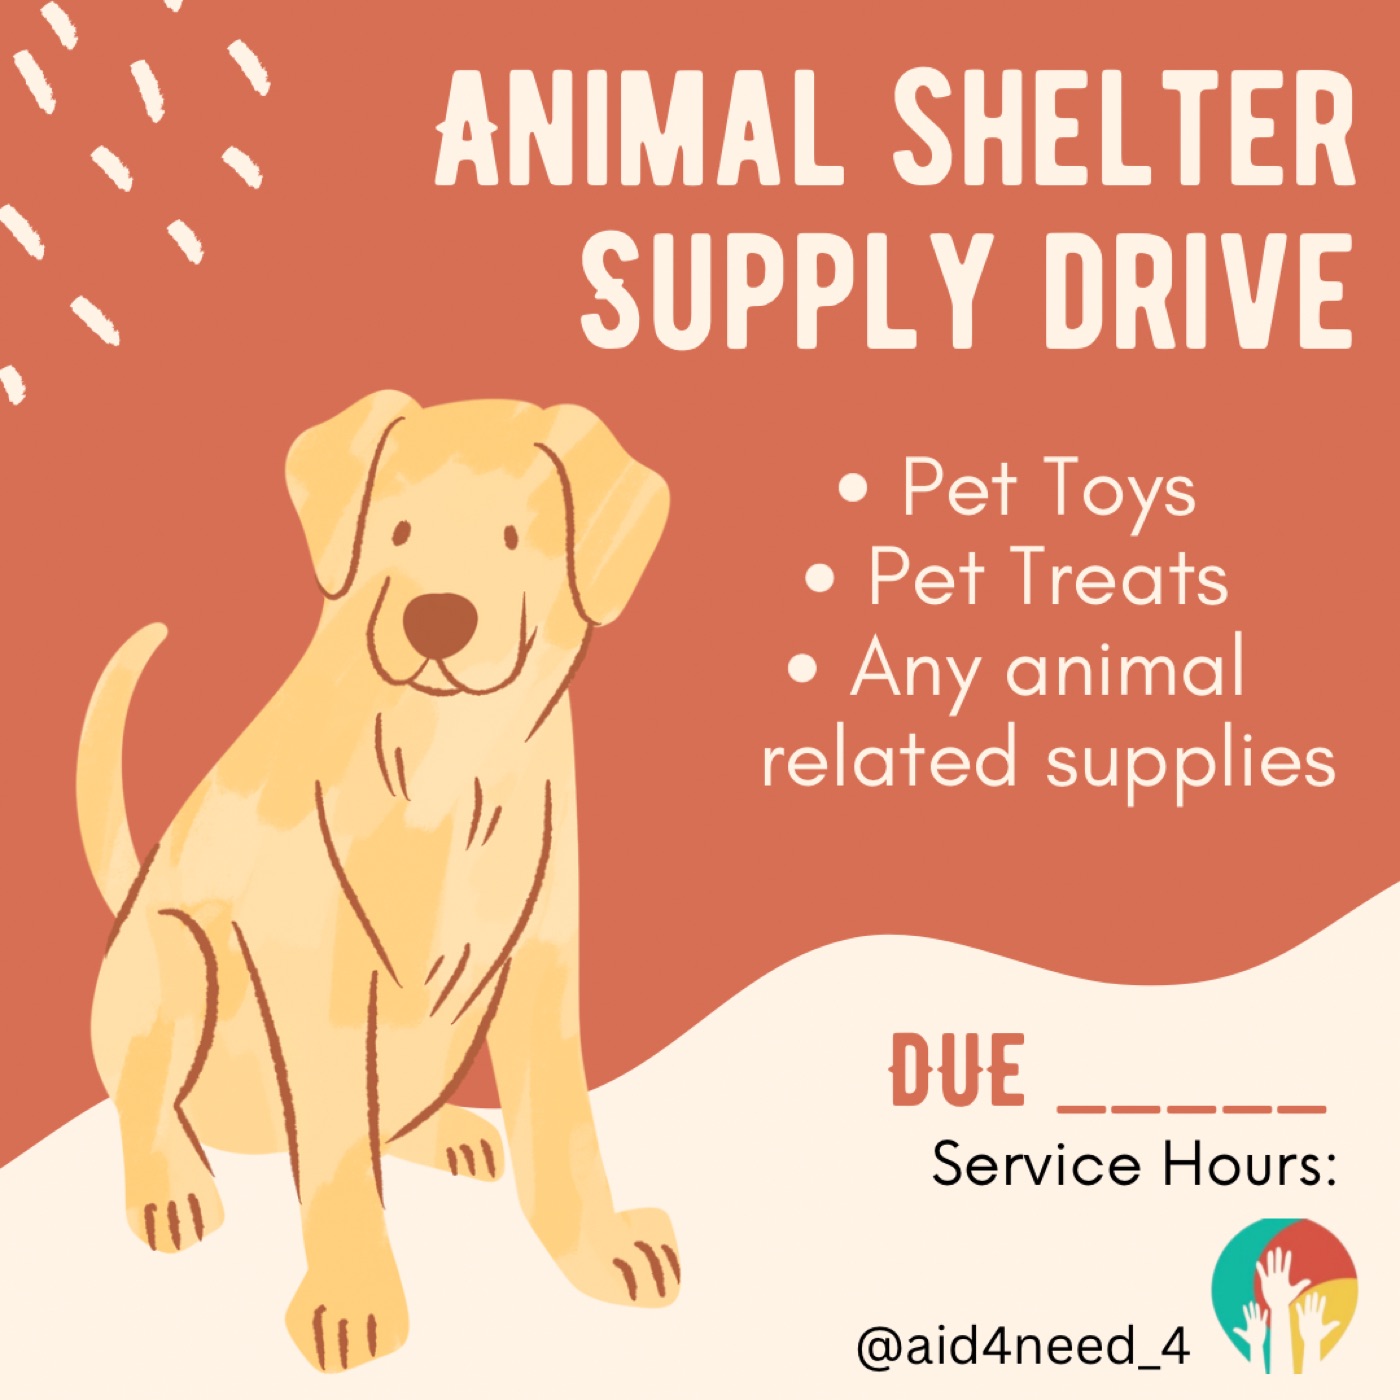 ANIMAL SHELTER
SUPPLY DRIVE
• Pet Toys
• Pet Treats
• Any animal
related supplies
DUE _____
Service Hours:
@aid4need_4